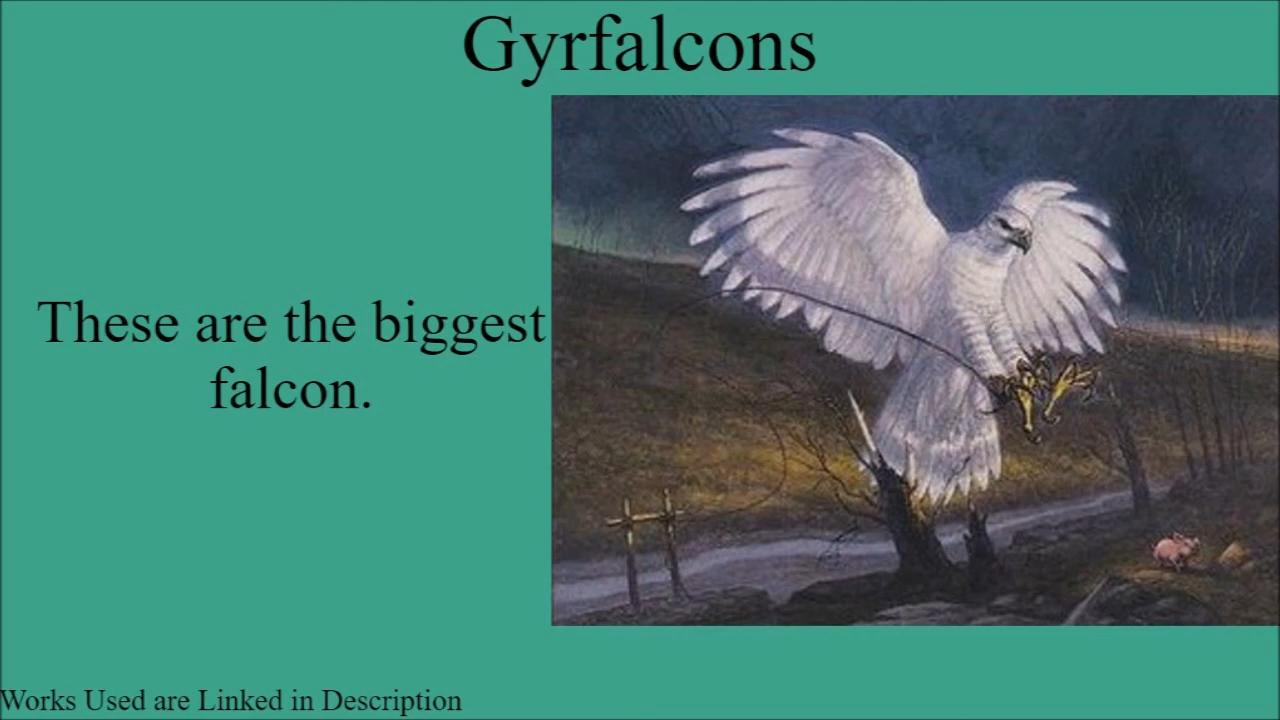 Gyrfalcons
These are the biggest
falcon.
Works Used are Linked in Description